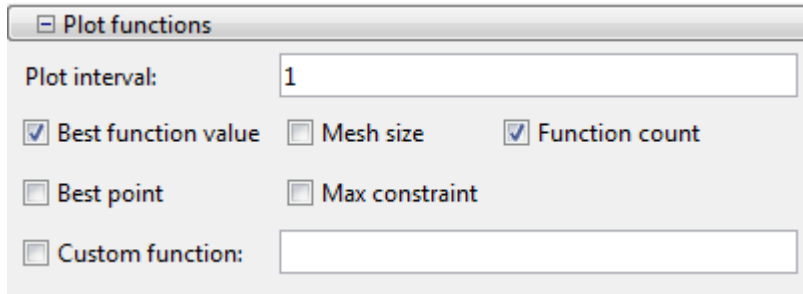 Plot functions
Plot interval: 1
Best function value Mesh size Function count
Best point Max constraint
Custom function: